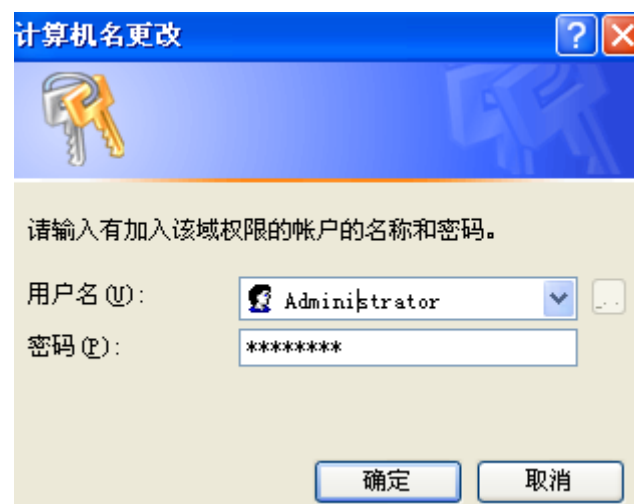 计算机名更改
请输入有加入该域权限的帐户的名称和密码。
用户名(U):
Administrator
密码(P):
********
确定
取消